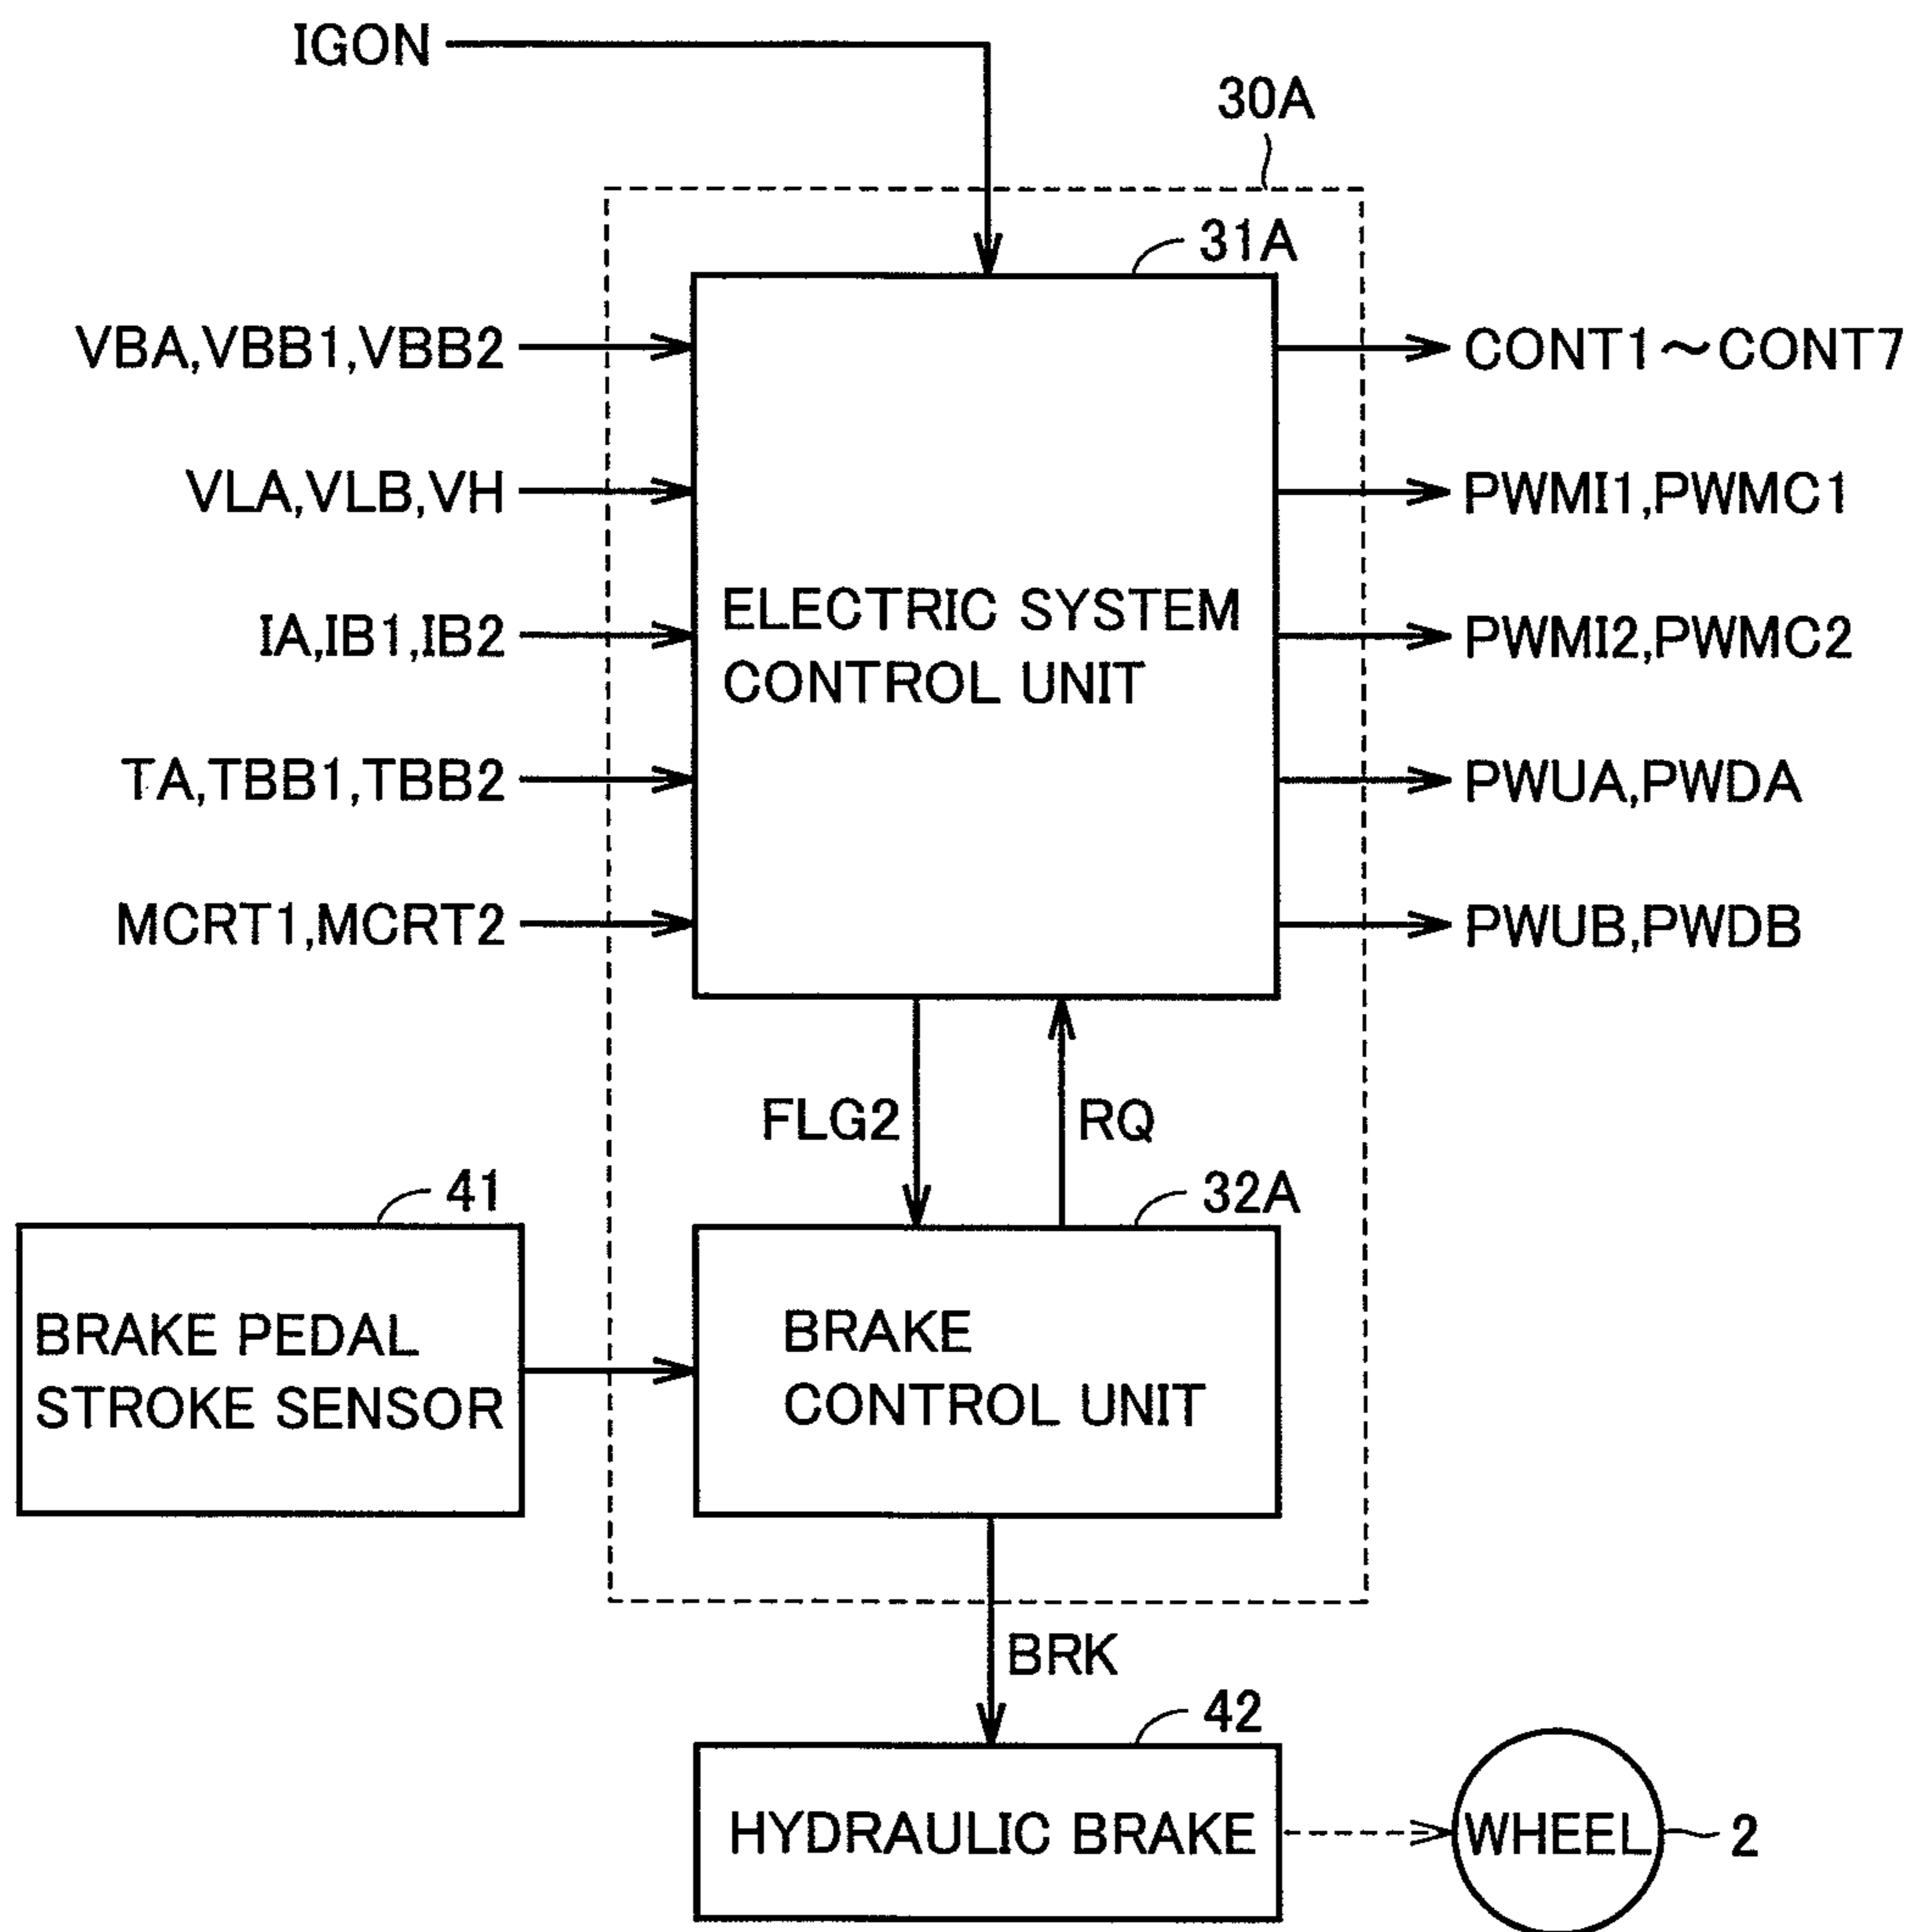 IGON
30A
31A
VBA,VBB1,VBB2
CONT1～CONT7
VLA,VLB,VH
PWMI1,PWMC1
ELECTRIC SYSTEM
CONTROL UNIT
IA,IB1,IB2
PWMI2,PWMC2
TA,TBB1,TBB2
PWUA,PWDA
MCRT1,MCRT2
PWUB,PWDB
FLG2
RQ
41
32A
BRAKE PEDAL
STROKE SENSOR
BRAKE
CONTROL UNIT
BRK
42
HYDRAULIC BRAKE
WHEEL
2